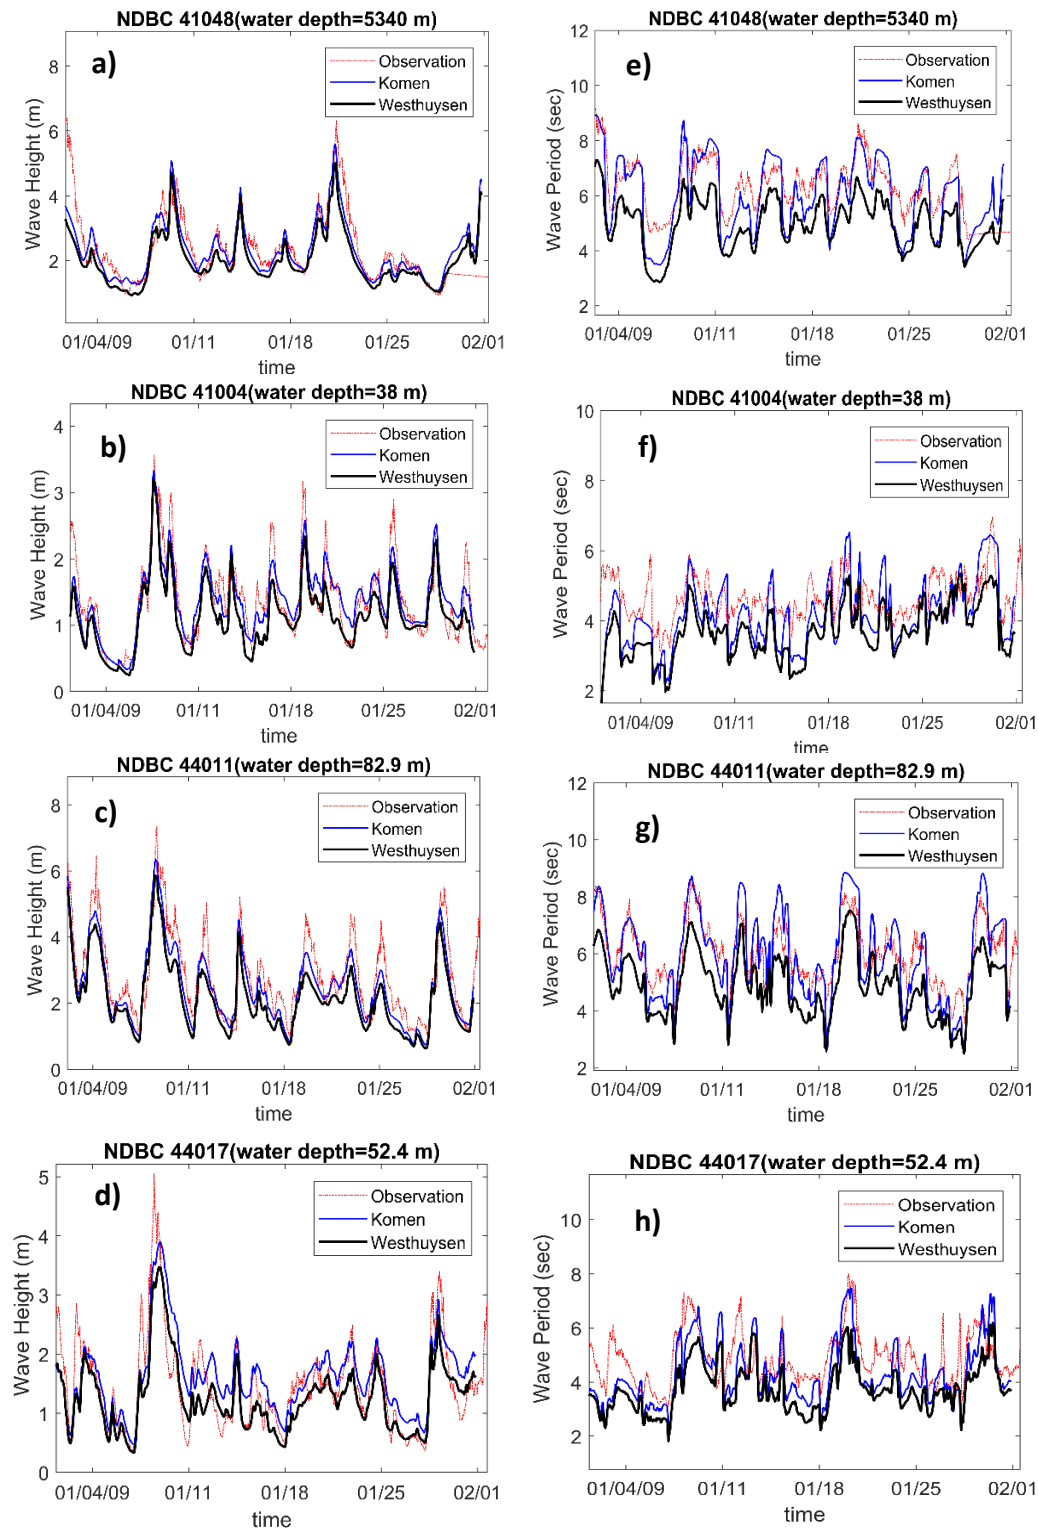 NDBC 41048(water depth=5340 m)
a)
Observation
Komen
Westhuysen
Wave Height (m)
8
6
4
2
01/04/09
01/11
01/18
01/25
02/01
time
NDBC 41048(water depth=5340 m)
e)
Observation
Komen
Westhuysen
Wave Period (sec)
12
10
8
6
4
2
01/04/09
01/11
01/18
01/25
02/01
time
NDBC 41004(water depth=38 m)
b)
Observation
Komen
Westhuysen
Wave Height (m)
4
3
2
1
0
01/04/09
01/11
01/18
01/25
02/01
time
NDBC 41004(water depth=38 m)
f)
Observation
Komen
Westhuysen
Wave Period (sec)
10
8
6
4
2
01/04/09
01/11
01/18
01/25
02/01
time
NDBC 44011(water depth=82.9 m)
c)
Observation
Komen
Westhuysen
Wave Height (m)
8
6
4
2
0
01/04/09
01/11
01/18
01/25
02/01
time
NDBC 44011(water depth=82.9 m)
g)
Observation
Komen
Westhuysen
Wave Period (sec)
12
10
8
6
4
2
01/04/09
01/11
01/18
01/25
02/01
time
NDBC 44017(water depth=52.4 m)
d)
Observation
Komen
Westhuysen
Wave Height (m)
5
4
3
2
1
0
01/04/09
01/11
01/18
01/25
02/01
time
NDBC 44017(water depth=52.4 m)
h)
Observation
Komen
Westhuysen
Wave Period (sec)
10
8
6
4
2
01/04/09
01/11
01/18
01/25
02/01
time